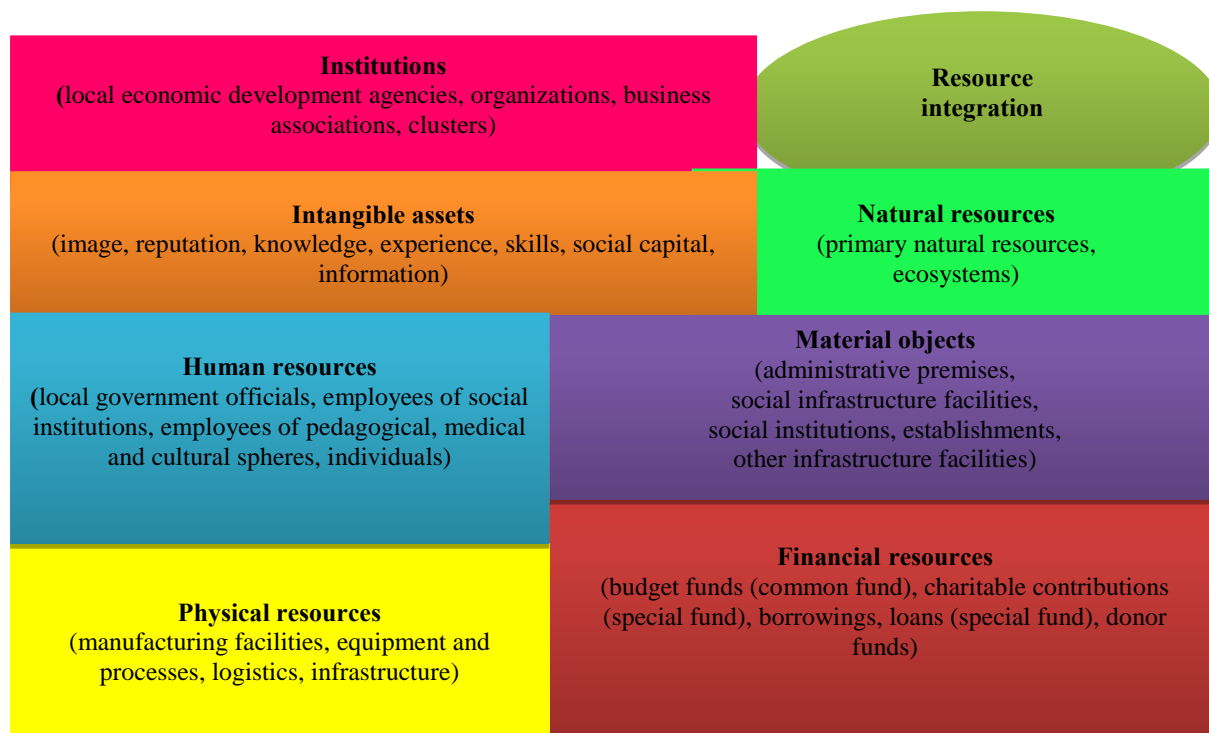 Institutions
(local economic development agencies, organizations, business
associations, clusters)
Resource
integration
Intangible assets
(image, reputation, knowledge, experience, skills, social capital,
information)
Natural resources
(primary natural resources,
ecosystems)
Human resources
(local government officials, employees of social
institutions, employees of pedagogical, medical
and cultural spheres, individuals)
Material objects
(administrative premises,
social infrastructure facilities,
social institutions, establishments,
other infrastructure facilities)
Physical resources
(manufacturing facilities, equipment and
processes, logistics, infrastructure)
Financial resources
(budget funds (common fund), charitable contributions
(special fund), borrowings, loans (special fund), donor
funds)